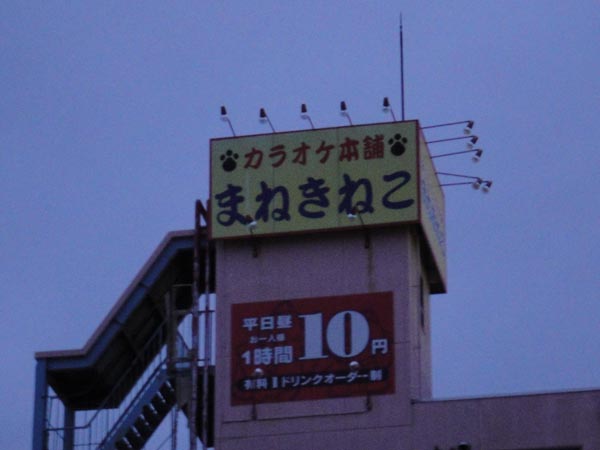 カラオケ本舗
まねきねこ
平日昼
お一人様
1時間 10円
有料1ドリンクオーダー制